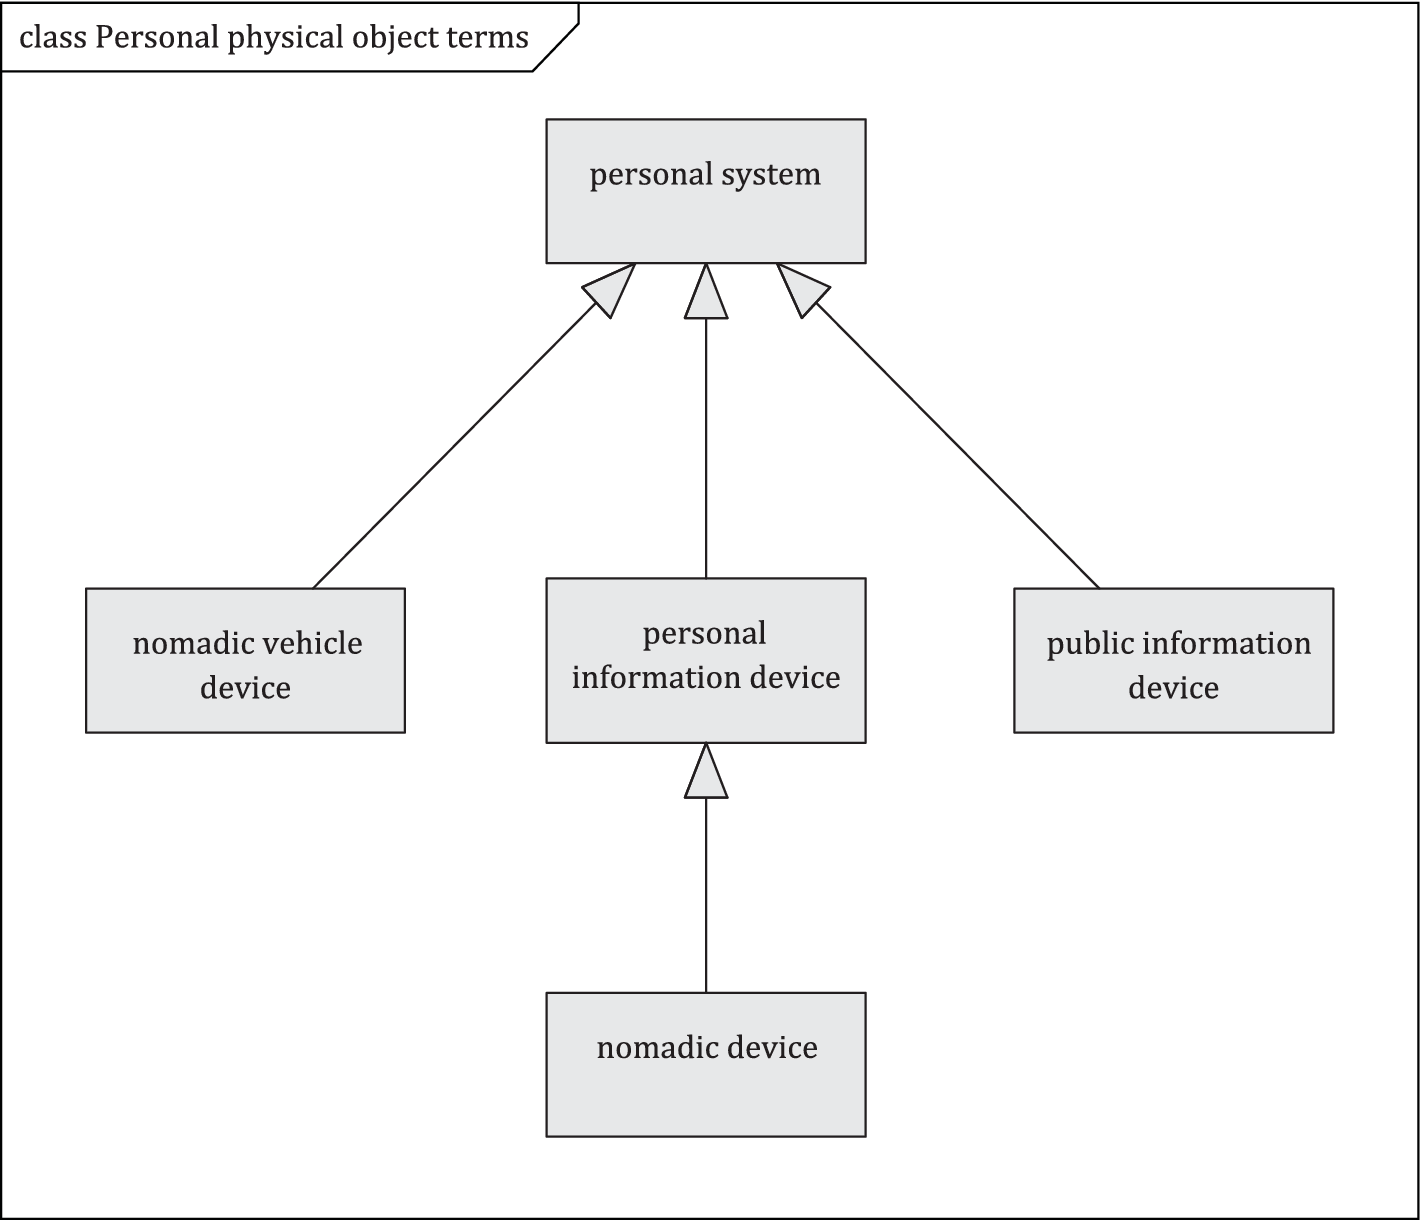 class Personal physical object terms
personal system
nomadic vehicle
device
personal
information device
public information
device
nomadic device